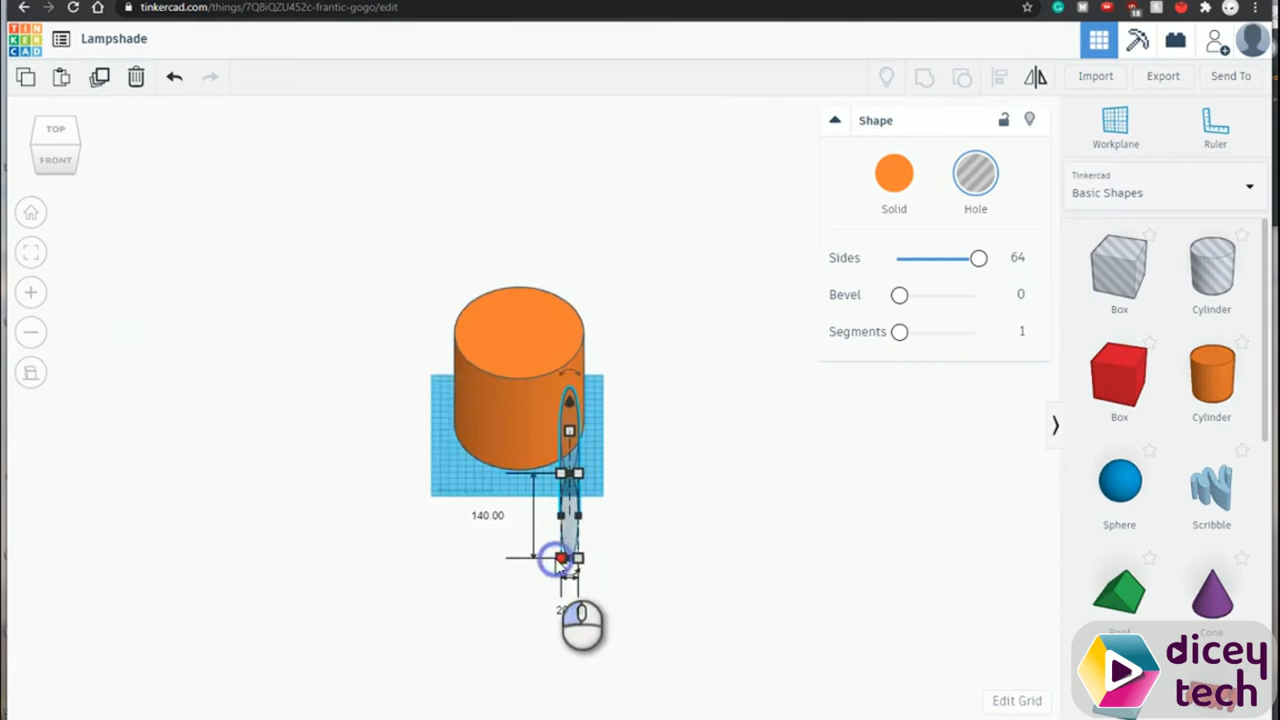 tinkercad.com/things/7Q8iQZU452c-frantic-gogo/edit
TIN
KER
CAD
Lampshade
Import
Export
Send To
TOP
FRONT
Shape
Solid
Hole
Sides
64
Bevel
0
Segments
1
Workplane
Ruler
Tinkercad
Basic Shapes
Box
Cylinder
Box
Cylinder
Sphere
Scribble
Roof
Cone
140.00
Edit Grid
dicey
tech